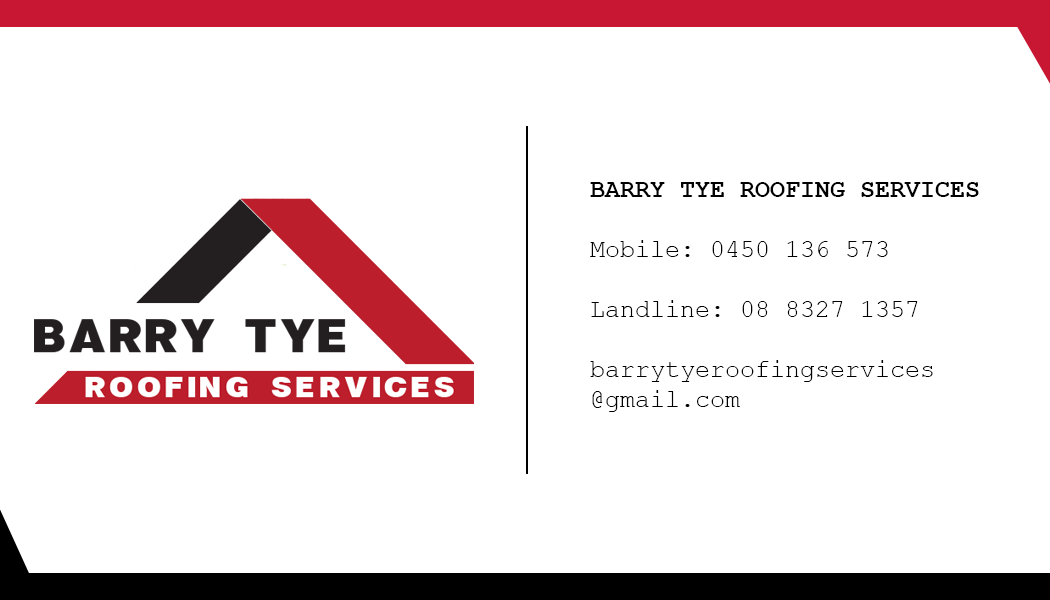 BARRY TYE
ROOFING SERVICES
BARRY TYE ROOFING SERVICES
Mobile: 0450 136 573
Landline: 08 8327 1357
barrytyeroofingservices
@gmail.com